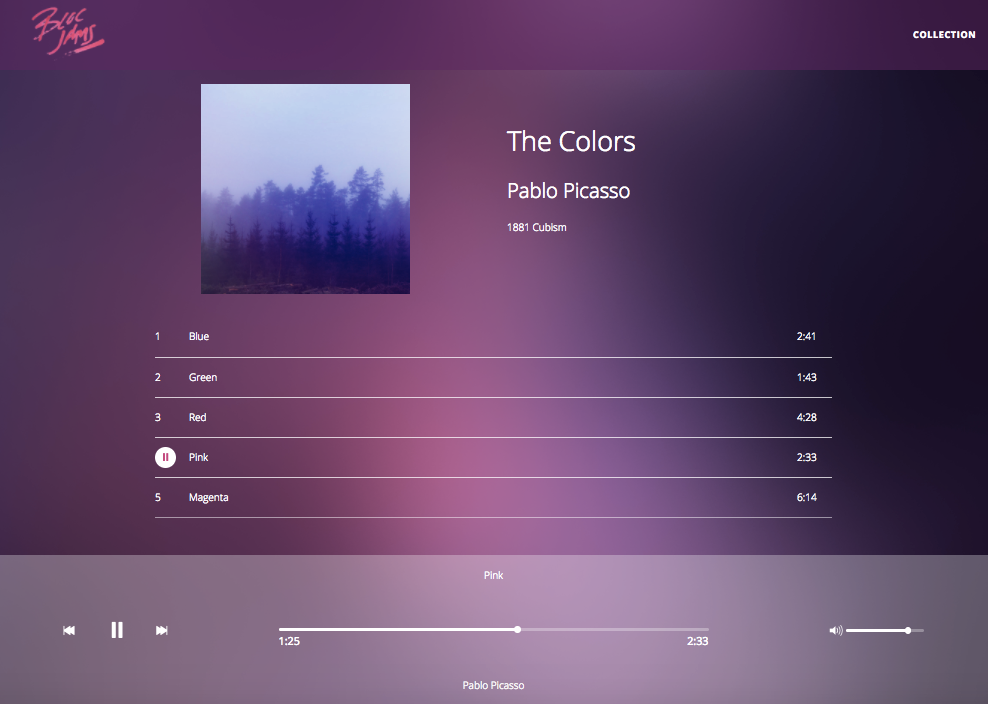 BLOC
JAMS
COLLECTION
The Colors
Pablo Picasso
1881 Cubism
1 Blue 2:41
2 Green 1:43
3 Red 4:28
Pink 2:33
5 Magenta 6:14
Pink
1:25 2:33
Pablo Picasso